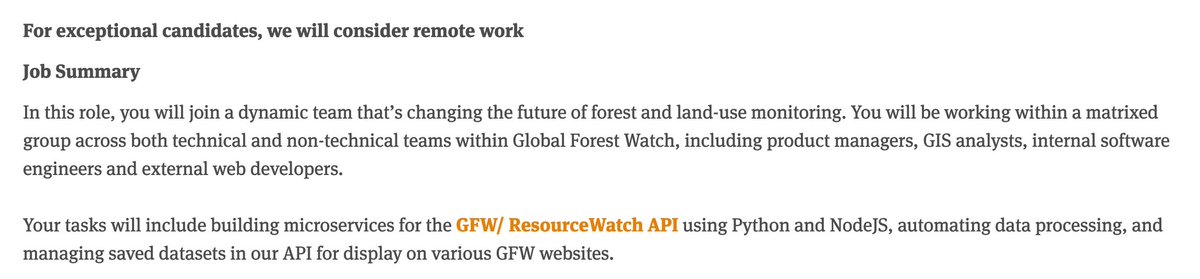 For exceptional candidates, we will consider remote work
Job Summary
In this role, you will join a dynamic team that’s changing the future of forest and land-use monitoring. You will be working within a matrixed
group across both technical and non-technical teams within Global Forest Watch, including product managers, GIS analysts, internal software
engineers and external web developers.
Your tasks will include building microservices for the GFW/ ResourceWatch API using Python and NodeJS, automating data processing, and
managing saved datasets in our API for display on various GFW websites.